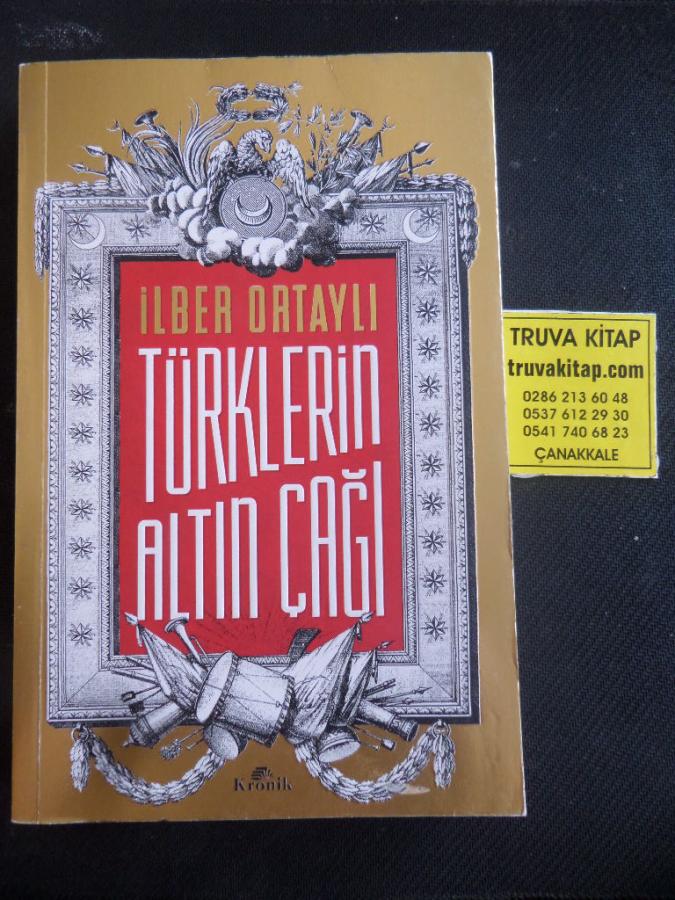 İLBER ORTAYLI
TÜRKLERİN
ALTIN ÇAĞI
Kronik
TRUVA KİTAP
truvakitap.com
0286 213 60 48
0537 612 29 30
0541 740 68 23
ÇANAKKALE